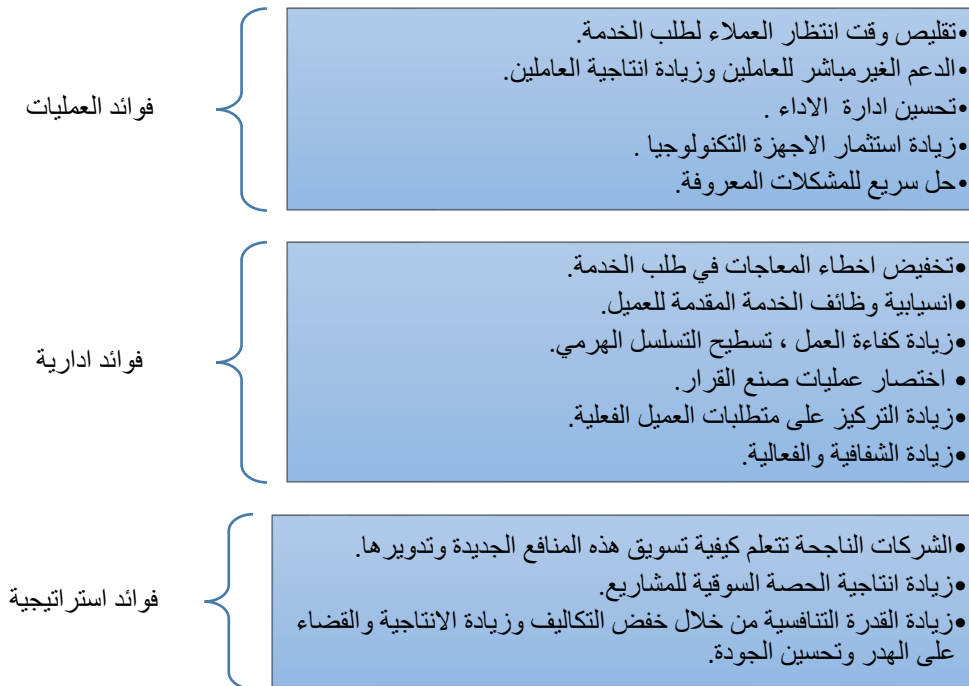 فوائد العمليات
•تقليص وقت انتظار العملاء لطلب الخدمة.
•الدعم الغيرمباشر للعاملين وزيادة انتاجية العاملين.
•تحسين ادارة الاداء .
•زيادة استثمار الاجهزة التكنولوجيا .
•حل سريع للمشكلات المعروفة.
فوائد ادارية
•تخفيض اخطاء المعاجات في طلب الخدمة.
•انسيابية وظائف الخدمة المقدمة للعميل.
•زيادة كفاءة العمل ، تسطيح التسلسل الهرمي.
• اختصار عمليات صنع القرار.
•زيادة التركيز على متطلبات العميل الفعلية.
•زيادة الشفافية والفعالية.
فوائد استراتيجية
•الشركات الناجحة تتعلم كيفية تسويق هذه المنافع الجديدة وتدويرها.
•زيادة انتاجية الحصة السوقية للمشاريع.
•زيادة القدرة التنافسية من خلال خفض التكاليف وزيادة الانتاجية والقضاء
على الهدر وتحسين الجودة.